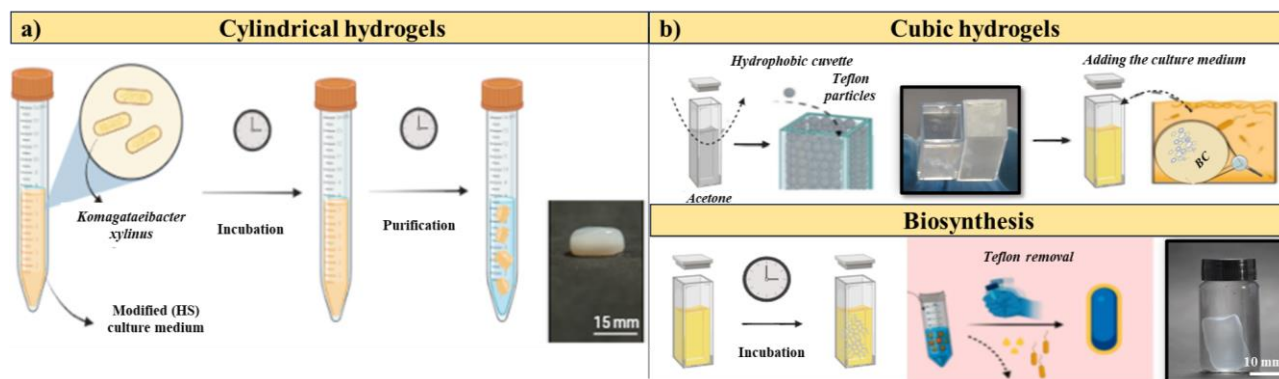 a)
Cylindrical hydrogels
Komagataeibacter
xylinus
Incubation
Purification
Modified (HS)
culture medium
15 mm
b)
Cubic hydrogels
Hydrophobic cuvette
Teflon
particles
Adding the culture medium
Acetone
BC
Biosynthesis
Incubation
Teflon removal
10 mm